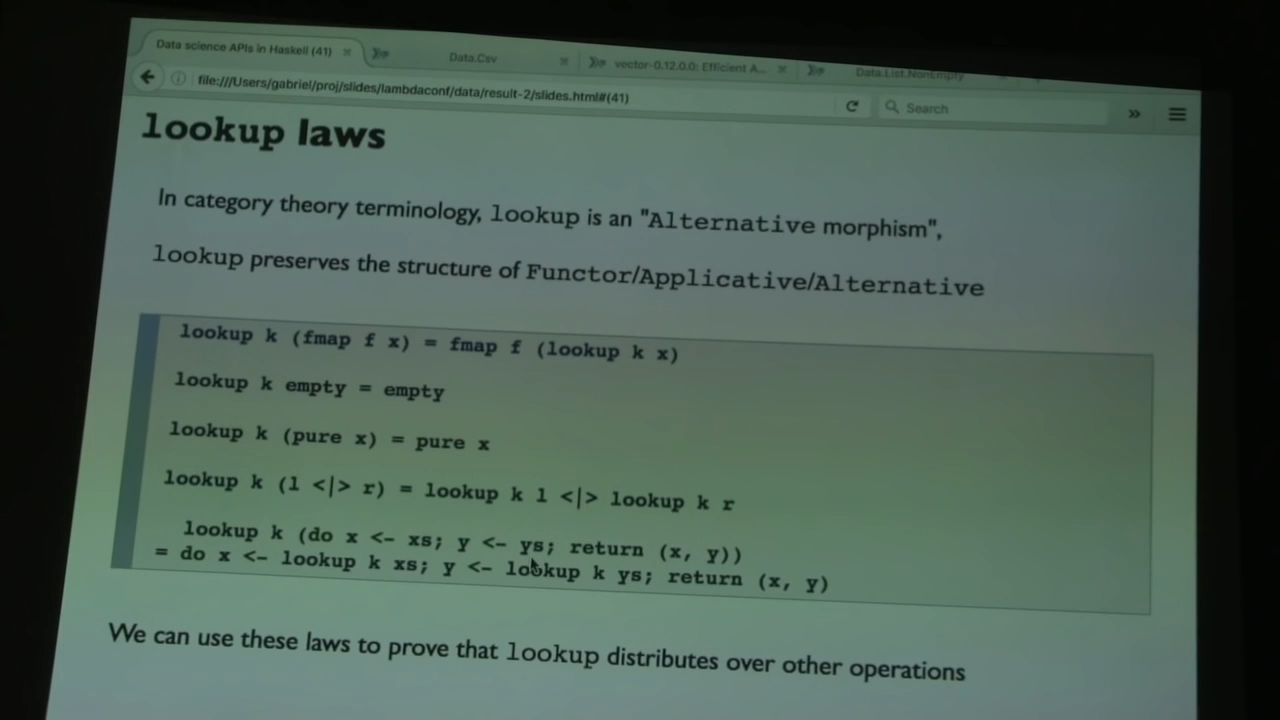 Data science APIs in Haskell (41)
Data.Csv
vector-0.12.0.0: Efficient A...
Data.List.NonEmpty
file:///Users/gabriel/proj/slides/lambdaconf/data/result-2/slides.html#(41)
Search
lookup laws
In category theory terminology, lookup is an "Alternative morphism",
lookup preserves the structure of Functor/Applicative/Alternative
lookup k (fmap f x) = fmap f (lookup k x)
lookup k empty = empty
lookup k (pure x) = pure x
lookup k (l <|> r) = lookup k l <|> lookup k r
lookup k (do x <- xs; y <- ys; return (x, y))
= do x <- lookup k xs; y <- lookup k ys; return (x, y)
We can use these laws to prove that lookup distributes over other operations